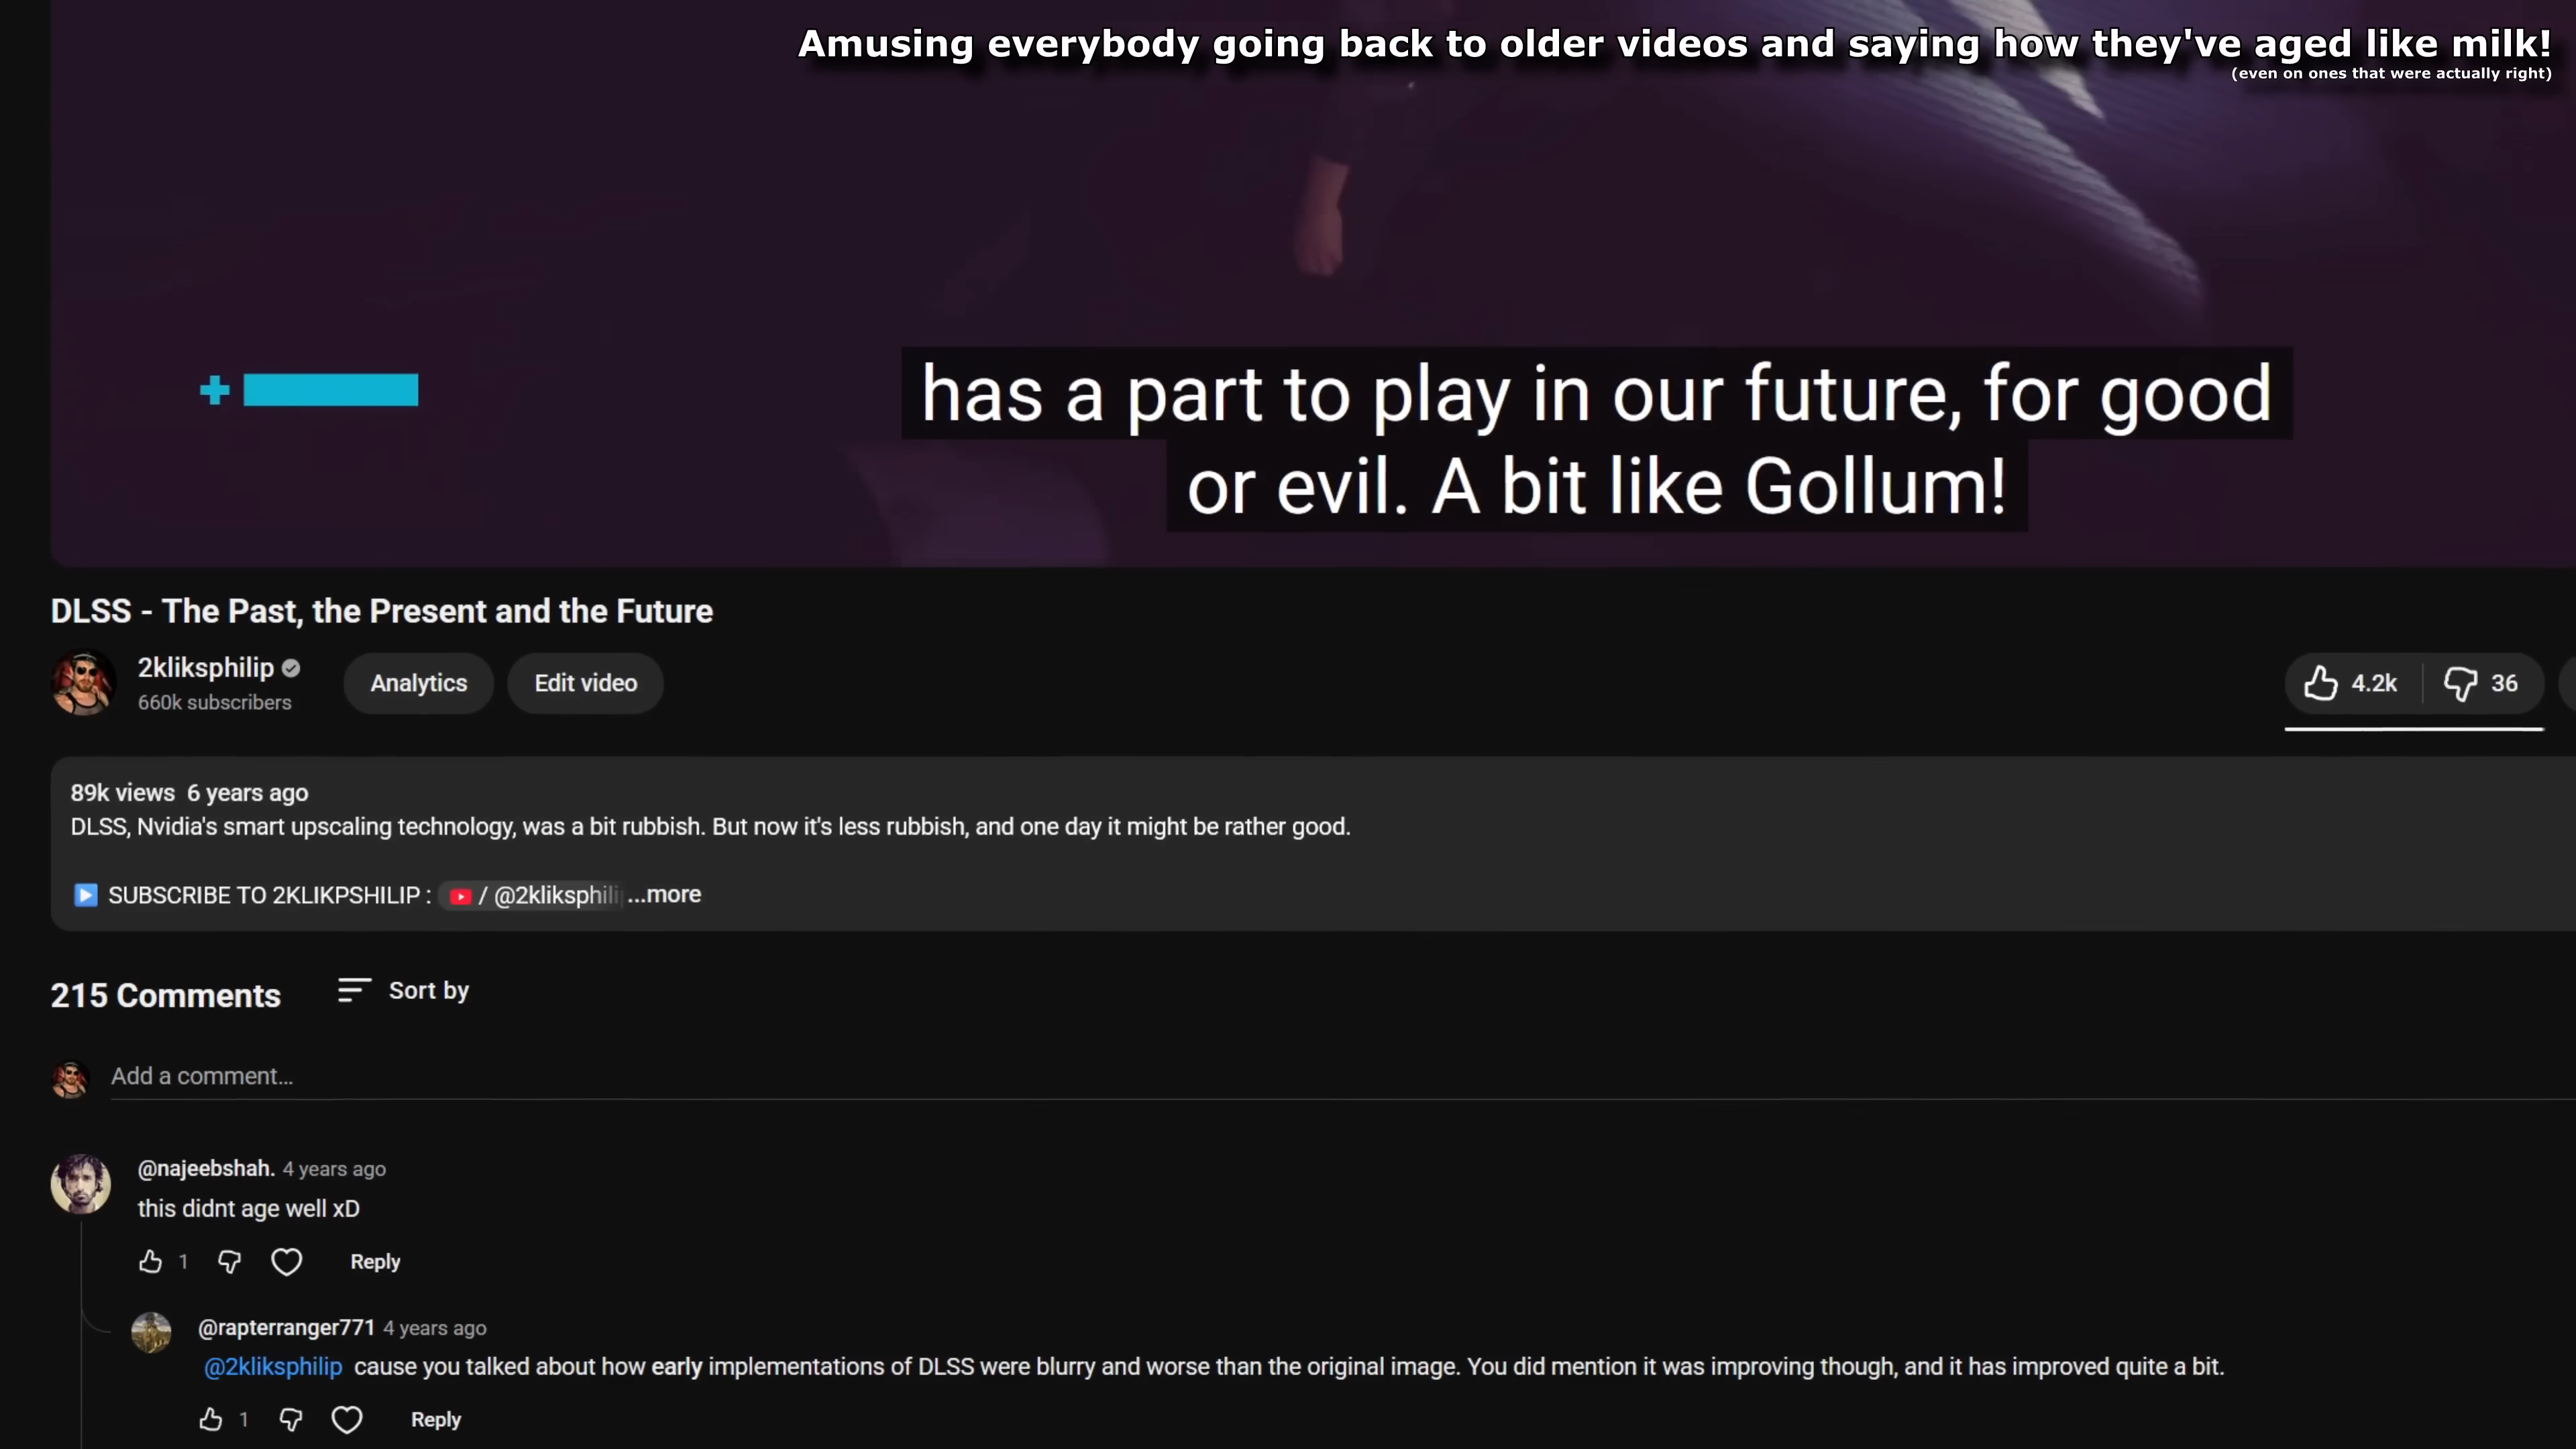 Amusing everybody going back to older videos and saying how they've aged like milk!
(even on ones that were actually right)
has a part to play in our future, for good
or evil. A bit like Gollum!
DLSS - The Past, the Present and the Future
2kliksphilip
660k subscribers
Analytics
Edit video
4.2k
36
89k views 6 years ago
DLSS, Nvidia's smart upscaling technology, was a bit rubbish. But now it's less rubbish, and one day it might be rather good.
SUBSCRIBE TO 2KLIKPSHILIP : / @2kliksphili ...more
215 Comments
Sort by
Add a comment...
@najeebshah. 4 years ago
this didnt age well xD
1
Reply
@rapterranger771 4 years ago
@2kliksphilip cause you talked about how early implementations of DLSS were blurry and worse than the original image. You did mention it was improving though, and it has improved quite a bit.
1
Reply